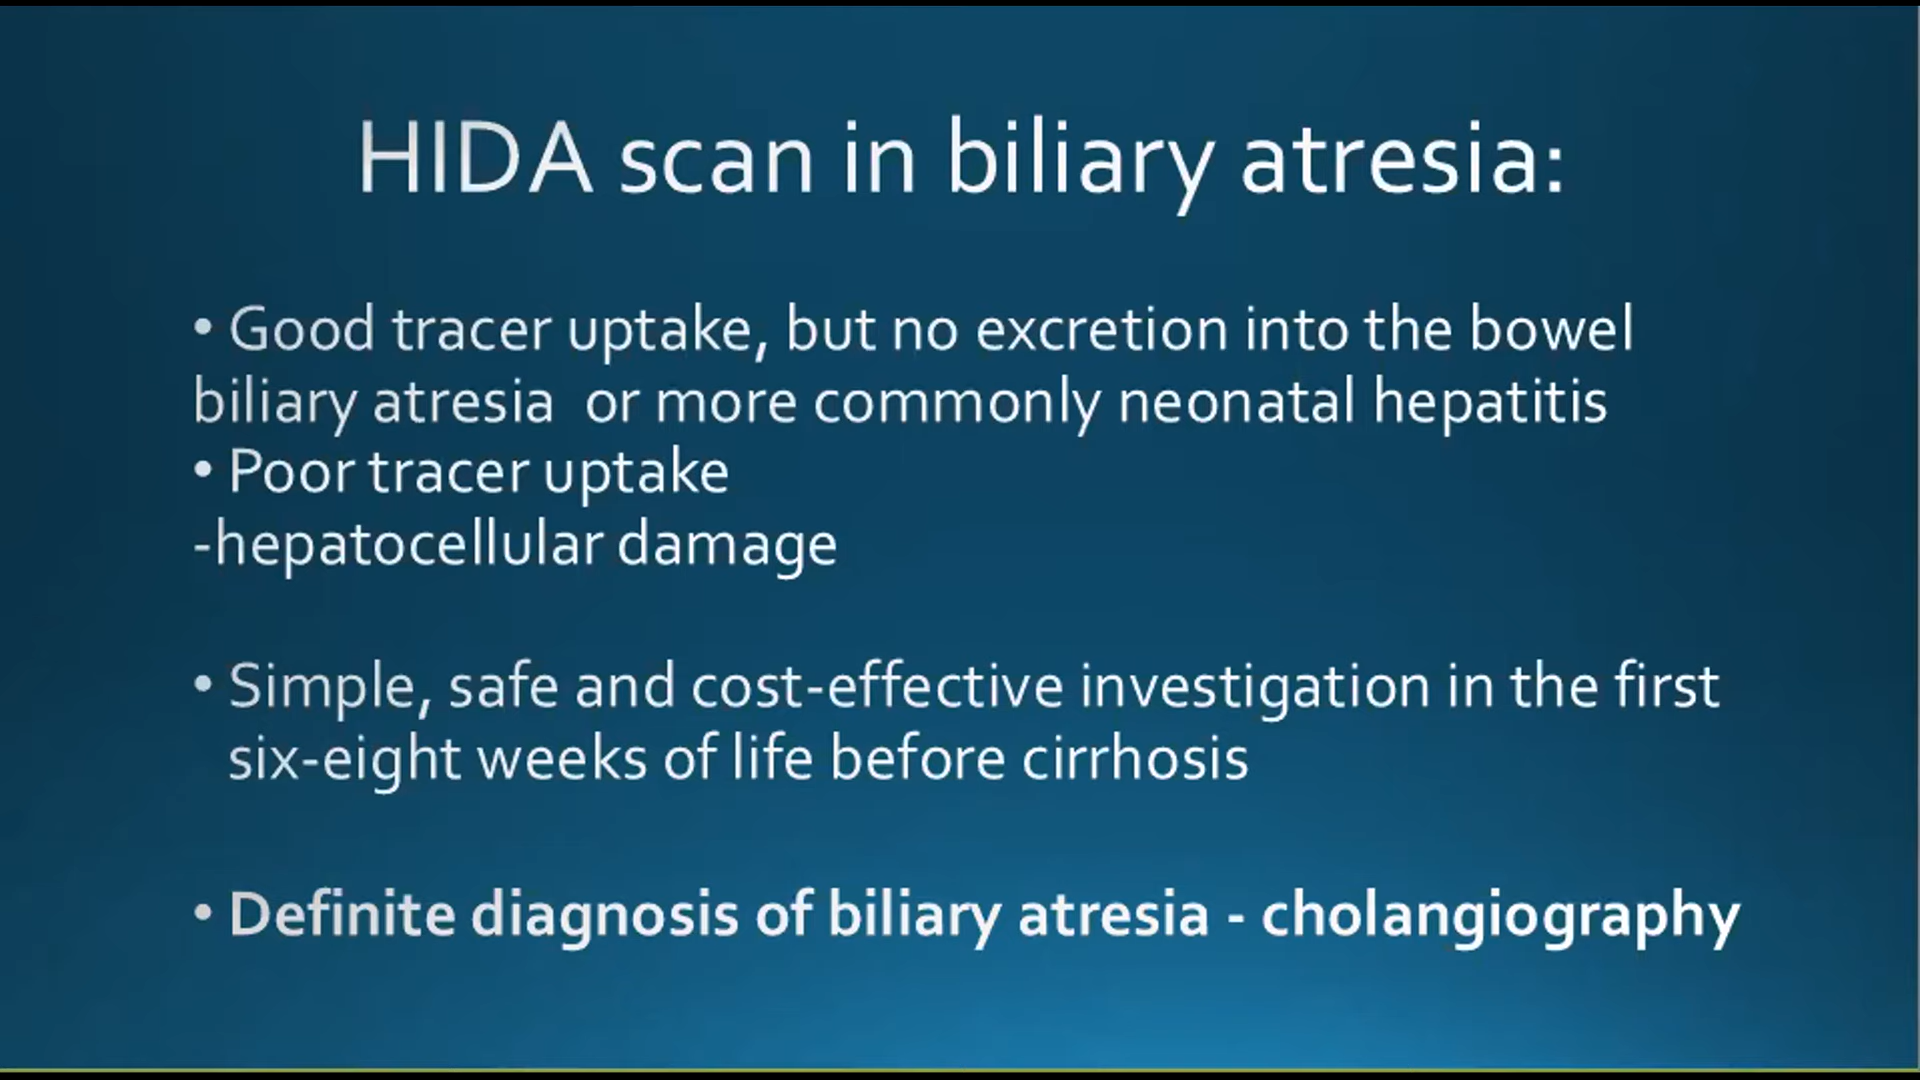 HIDA scan in biliary atresia:
• Good tracer uptake, but no excretion into the bowel
biliary atresia  or more commonly neonatal hepatitis
• Poor tracer uptake
-hepatocellular damage
• Simple, safe and cost-effective investigation in the first
six-eight weeks of life before cirrhosis
• Definite diagnosis of biliary atresia - cholangiography